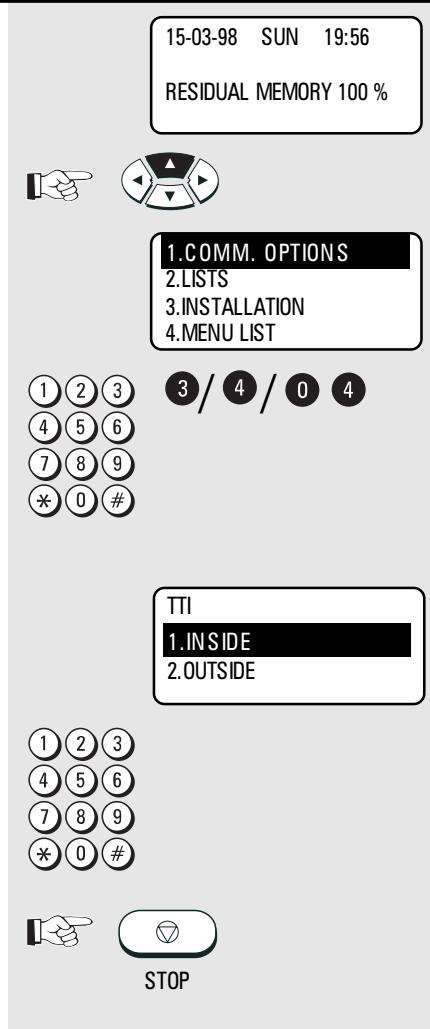 15-03-98 SUN 19:56
RESIDUAL MEMORY 100 %
1.COMM. OPTIONS
2.LISTS
3.INSTALLATION
4.MENU LIST
1 2 3 3 / 4 / 0 4
4 5 6
7 8 9
* 0 #
TTI
1.INSIDE
2.OUTSIDE
1 2 3
4 5 6
7 8 9
* 0 #
STOP